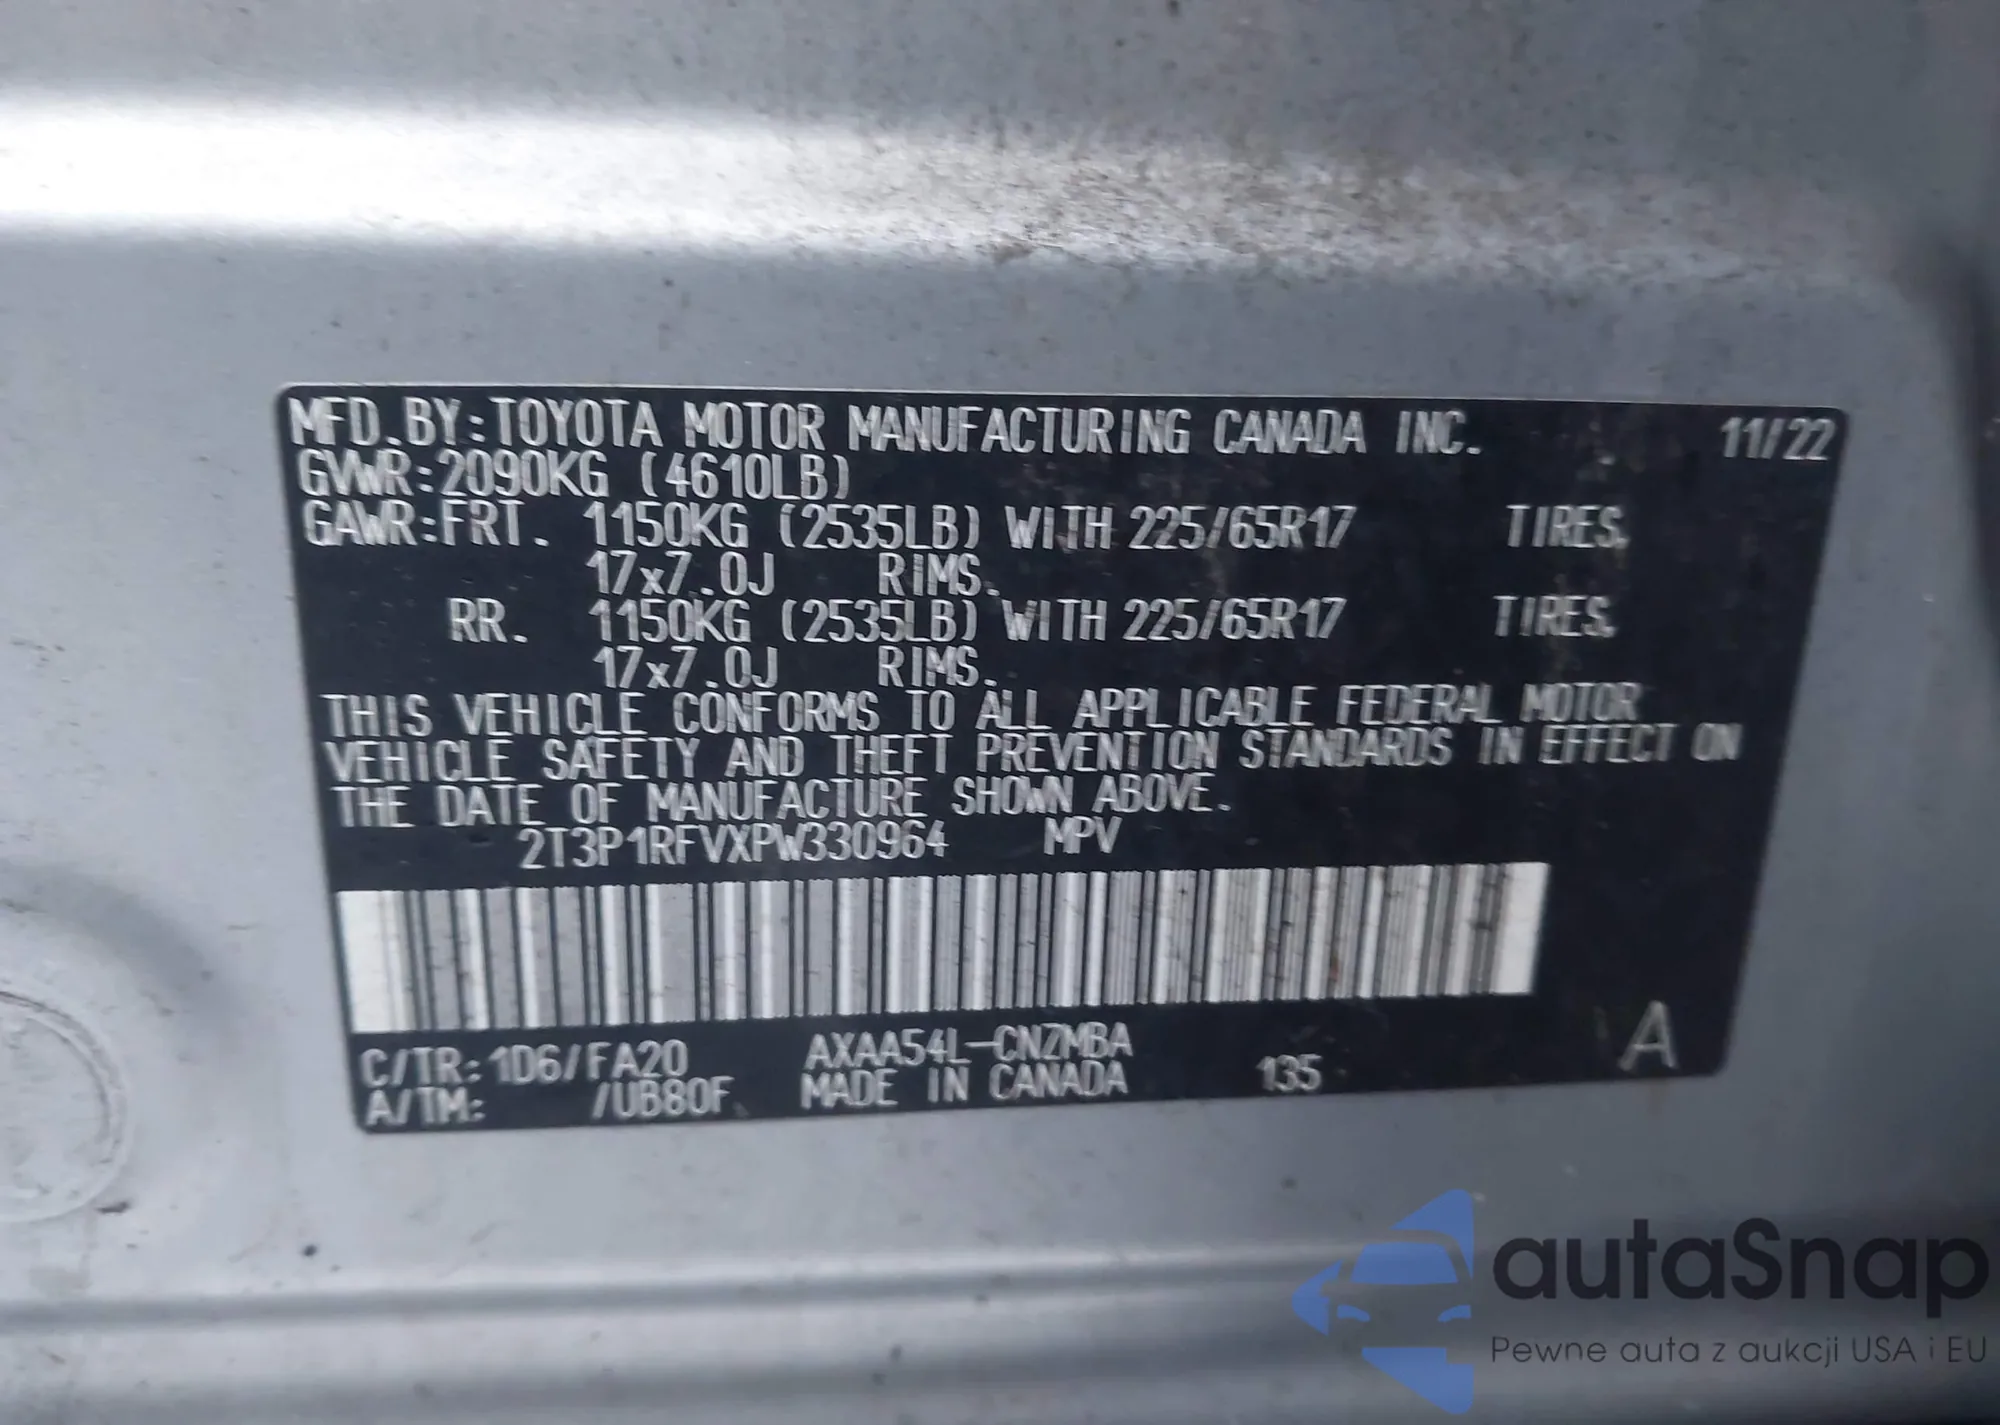 MFD.BY:TOYOTA MOTOR MANUFACTURING CANADA INC. 11/22
GVWR:2090KG (4610LB)
GAWR:FRT. 1150KG (2535LB) WITH 225/65R17 TIRES,
17x7.0J RIMS.
RR. 1150KG (2535LB) WITH 225/65R17 TIRES,
17x7.0J RIMS.
THIS VEHICLE CONFORMS TO ALL APPLICABLE FEDERAL MOTOR
VEHICLE SAFETY AND THEFT PREVENTION STANDARDS IN EFFECT ON
THE DATE OF MANUFACTURE SHOWN ABOVE.
2T3P1RFVXPW330964 MPV
C/TR:1D6/FA20 AXAA54L-CNZMBA 135 A
A/TM: /UB80F MADE IN CANADA
autaSnap
Pewne auta z aukcji USA i EU